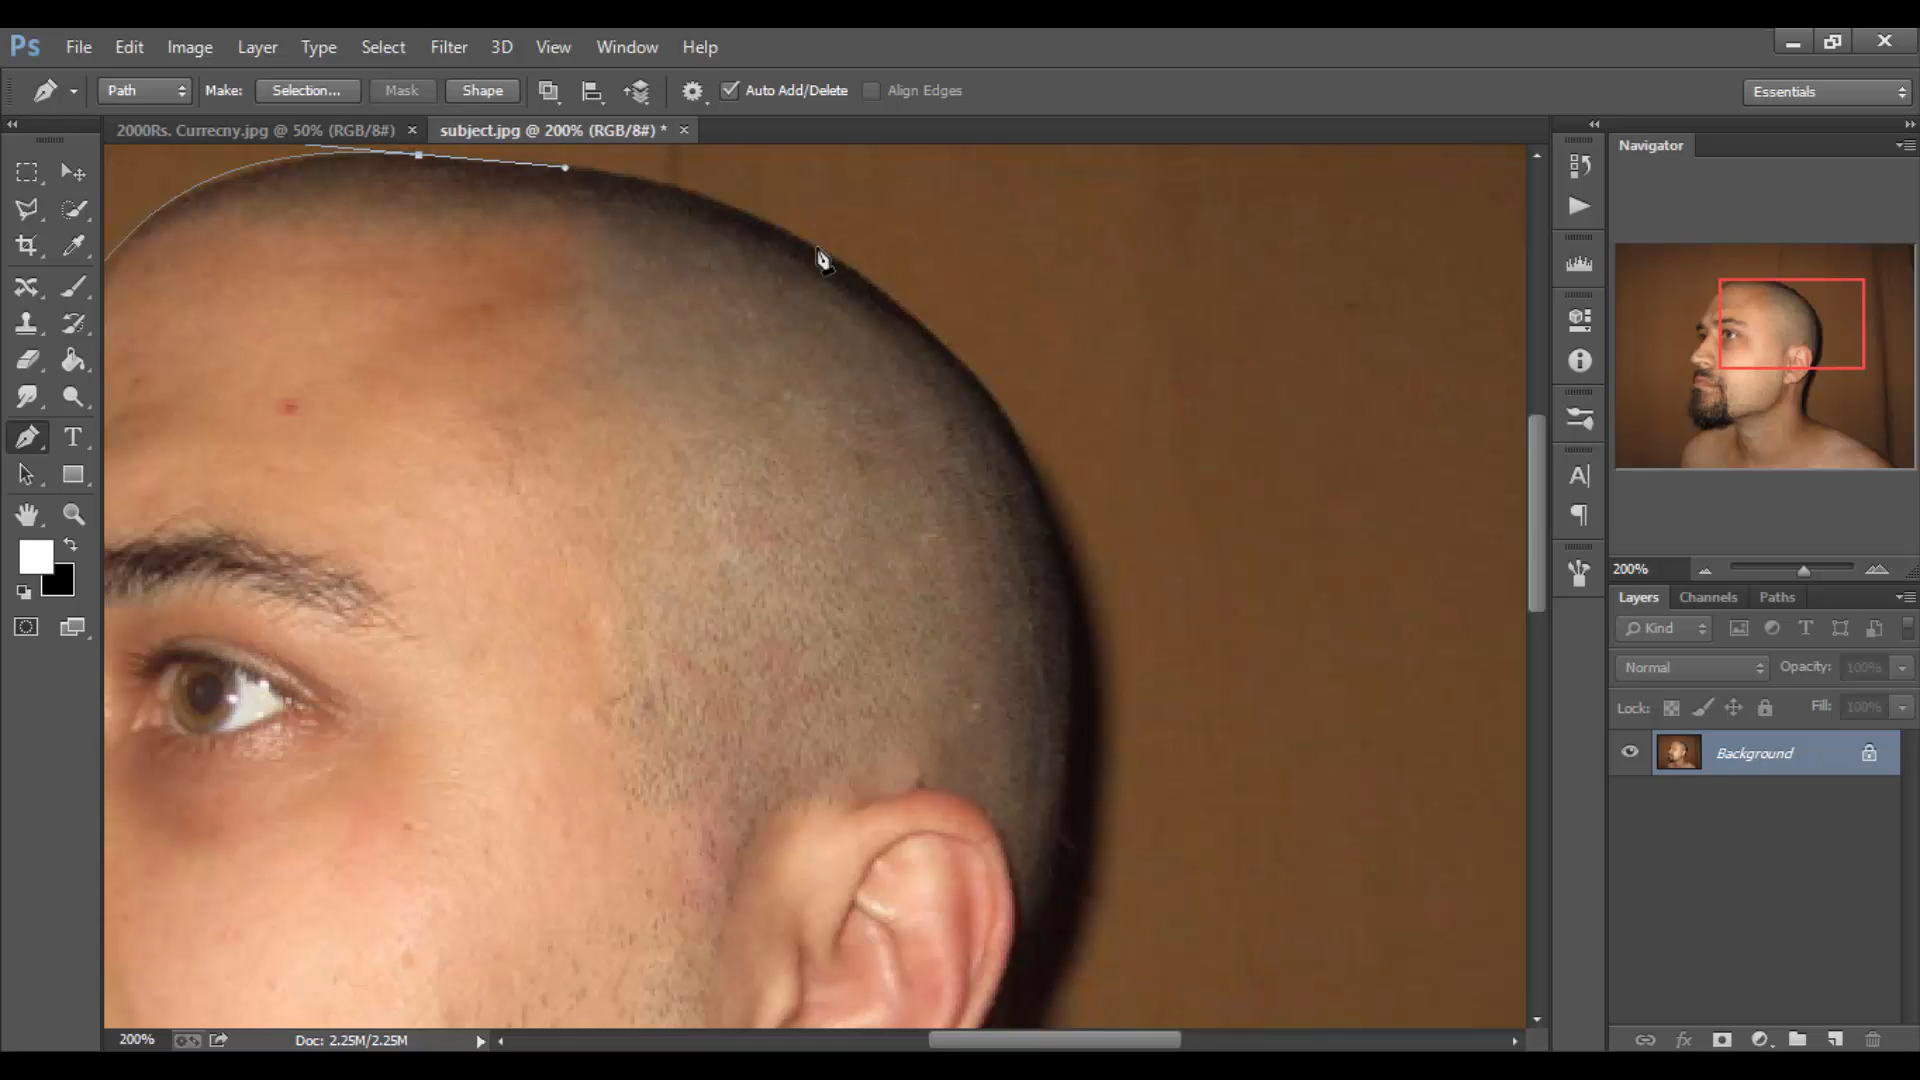 Ps File Edit Image Layer Type Select Filter 3D View Window Help
Path Make: Selection... Mask Shape Auto Add/Delete Align Edges Essentials
2000Rs. Currecny.jpg @ 50% (RGB/8#) × subject.jpg @ 200% (RGB/8#) * ×
Navigator
200%
Layers Channels Paths
Kind
Normal Opacity: 100%
Lock: Fill: 100%
Background
200% Doc: 2.25M/2.25M